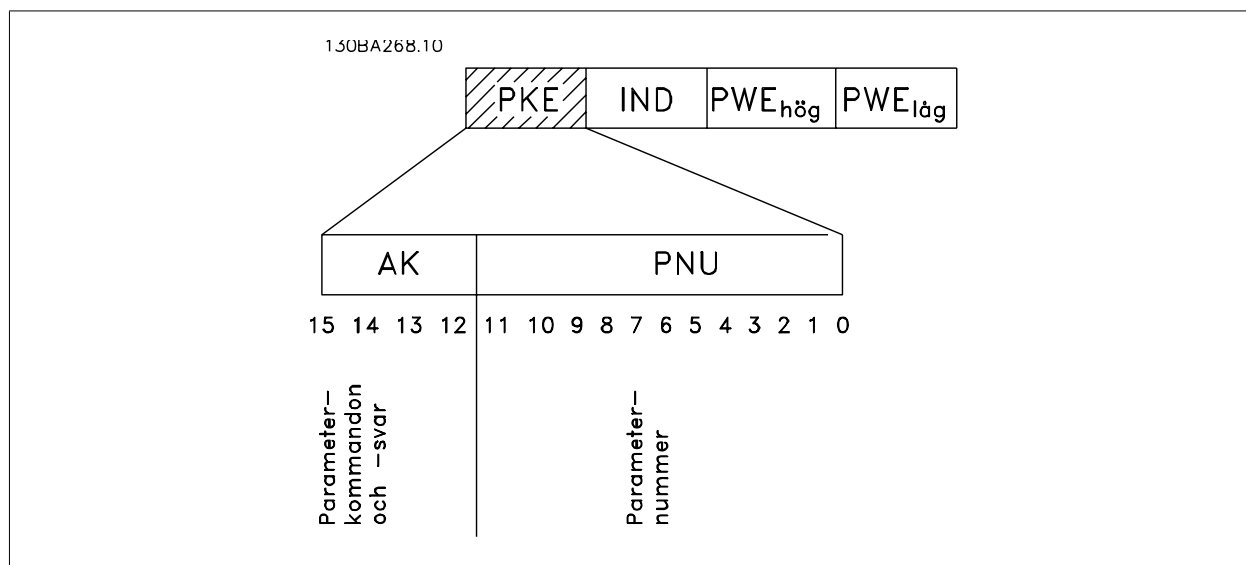 130BA268.10
PKE IND PWEhög PWElåg
AK PNU
15 14 13 12 11 10 9 8 7 6 5 4 3 2 1 0
Parameter-
kommandon
och -svar
Parameter-
nummer